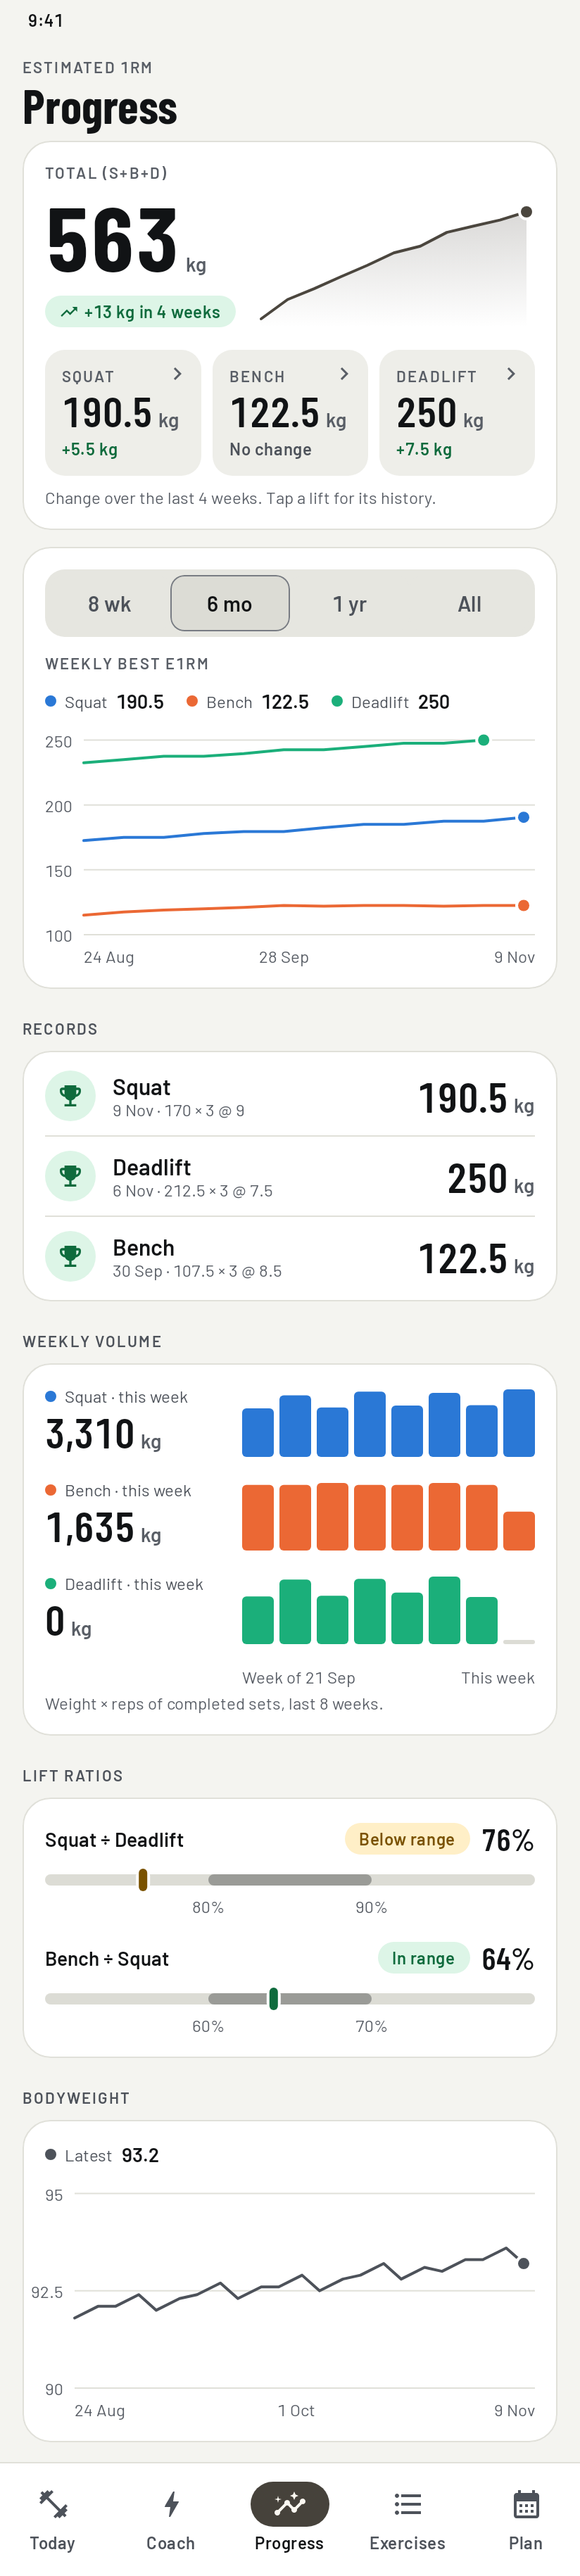 9:41
ESTIMATED 1RM
Progress
TOTAL (S+B+D)
563 kg
+13 kg in 4 weeks
SQUAT
190.5 kg
+5.5 kg
BENCH
122.5 kg
No change
DEADLIFT
250 kg
+7.5 kg
Change over the last 4 weeks. Tap a lift for its history.
8 wk 6 mo 1 yr All
WEEKLY BEST E1RM
Squat 190.5 Bench 122.5 Deadlift 250
250
200
150
100
24 Aug 28 Sep 9 Nov
RECORDS
Squat
9 Nov · 170 × 3 @ 9
190.5 kg
Deadlift
6 Nov · 212.5 × 3 @ 7.5
250 kg
Bench
30 Sep · 107.5 × 3 @ 8.5
122.5 kg
WEEKLY VOLUME
Squat · this week
3,310 kg
Bench · this week
1,635 kg
Deadlift · this week
0 kg
Week of 21 Sep This week
Weight × reps of completed sets, last 8 weeks.
LIFT RATIOS
Squat ÷ Deadlift Below range 76%
80% 90%
Bench ÷ Squat In range 64%
60% 70%
BODYWEIGHT
Latest 93.2
95
92.5
90
24 Aug 1 Oct 9 Nov
Today Coach Progress Exercises Plan